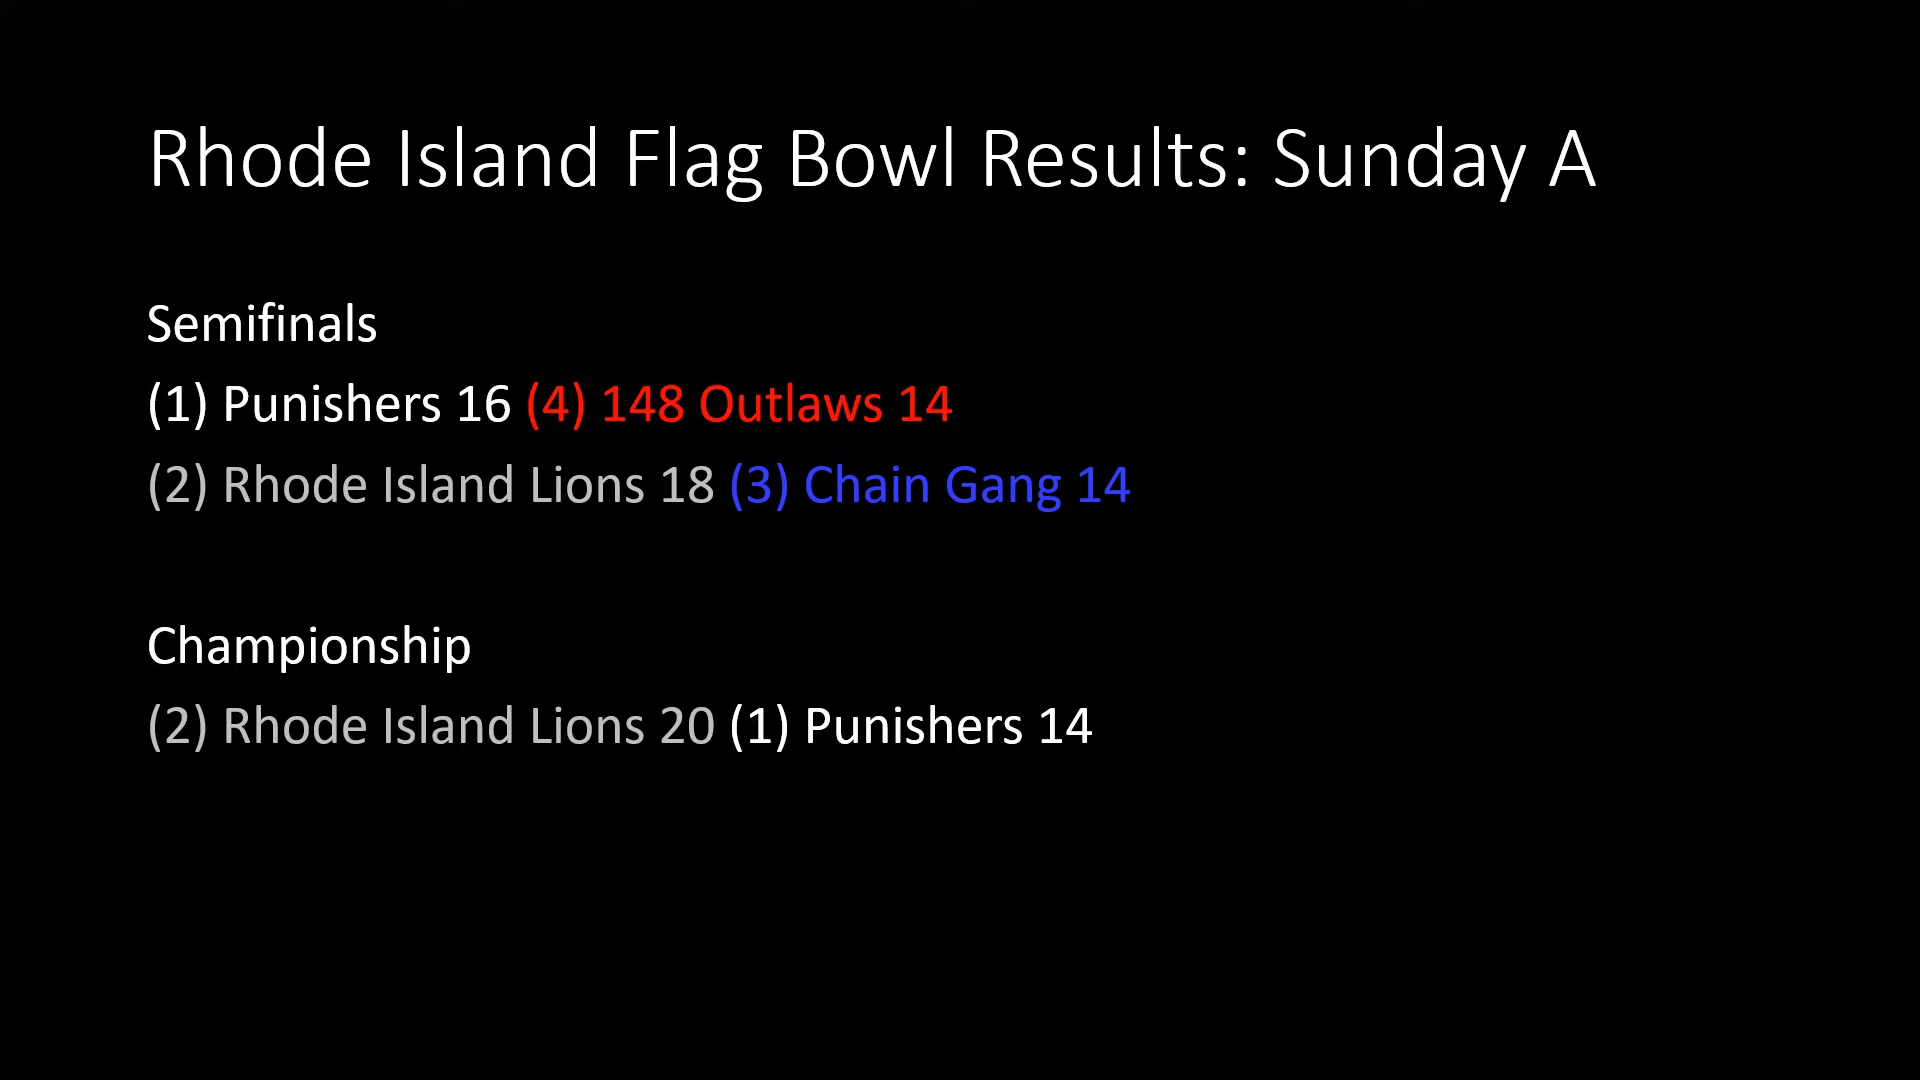 Rhode Island Flag Bowl Results: Sunday A
Semifinals
(1) Punishers 16 (4) 148 Outlaws 14
(2) Rhode Island Lions 18 (3) Chain Gang 14
Championship
(2) Rhode Island Lions 20 (1) Punishers 14